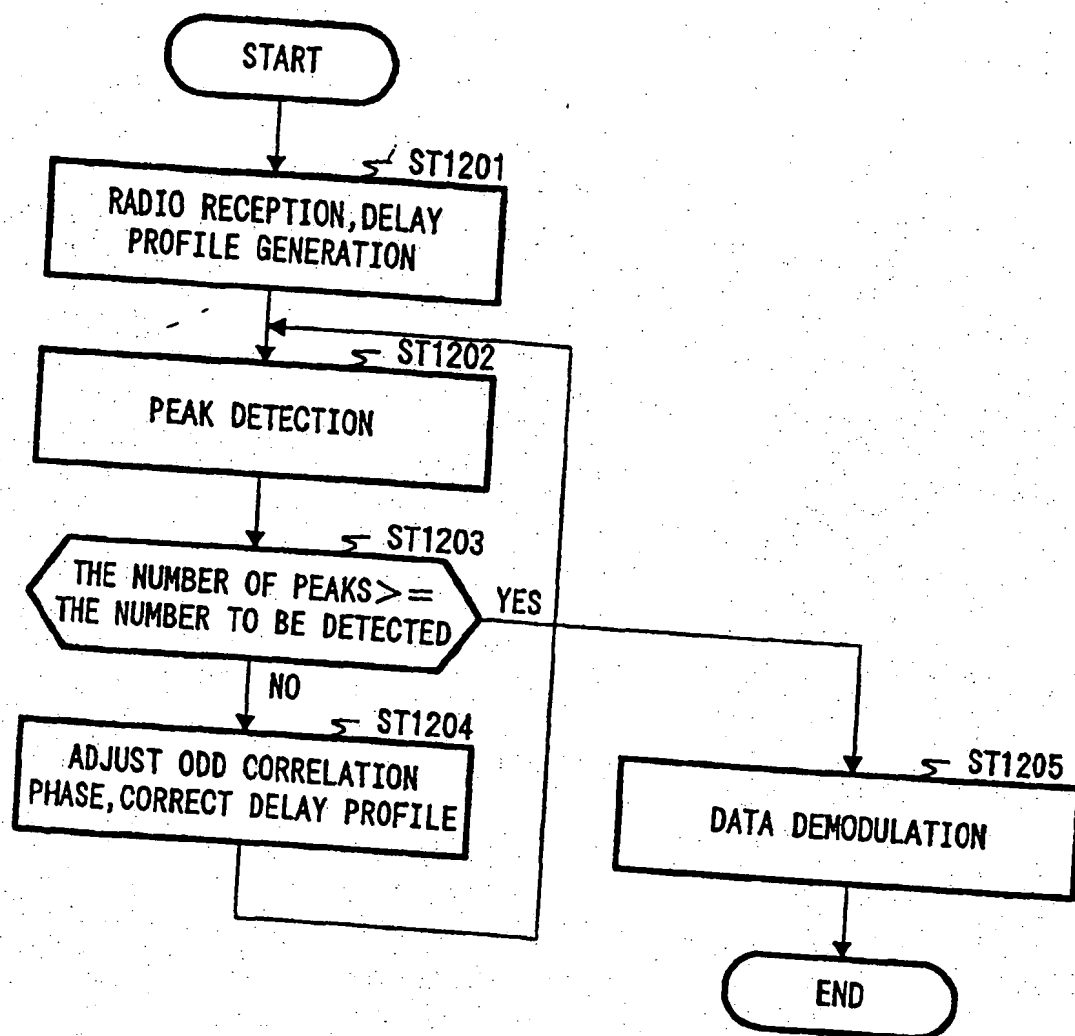 START
ST1201
RADIO RECEPTION, DELAY
PROFILE GENERATION
ST1202
PEAK DETECTION
ST1203
THE NUMBER OF PEAKS>=
THE NUMBER TO BE DETECTED
YES
NO
ST1204
ADJUST ODD CORRELATION
PHASE, CORRECT DELAY PROFILE
ST1205
DATA DEMODULATION
END